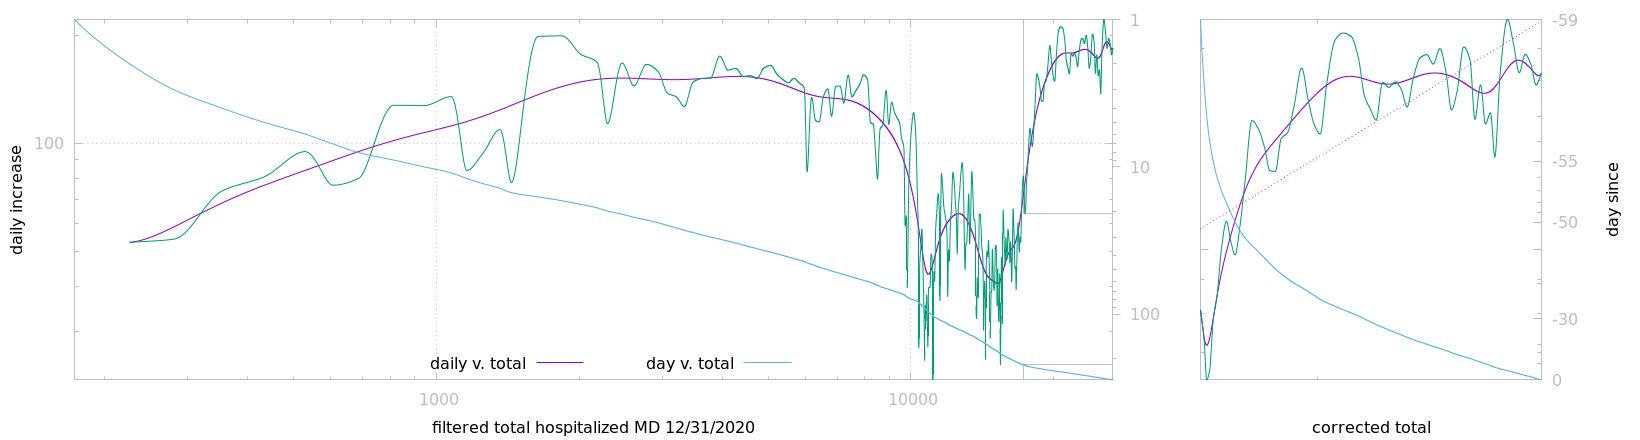 1
-59
100
10
-55
-50
daily increase
day since
100
-30
daily v. total
day v. total
0
1000
10000
filtered total hospitalized MD 12/31/2020
corrected total